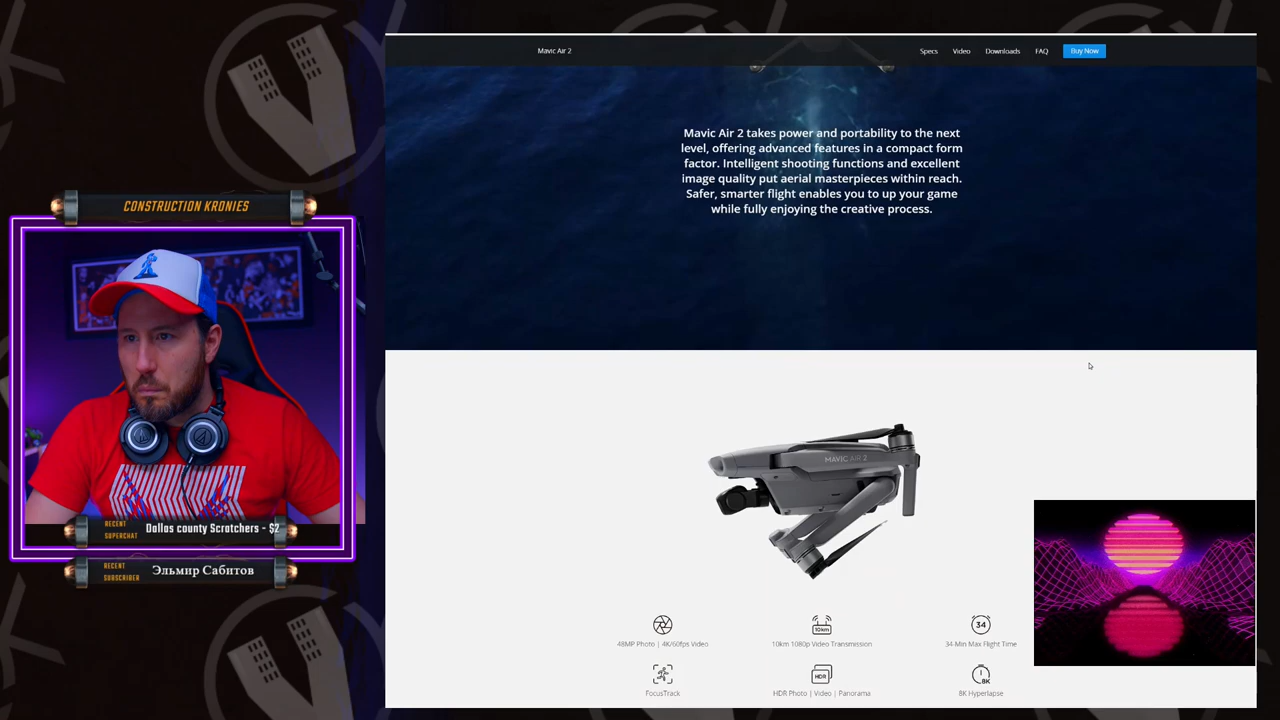 Mavic Air 2
Specs
Video
Downloads
FAQ
Buy Now
Mavic Air 2 takes power and portability to the next
level, offering advanced features in a compact form
factor. Intelligent shooting functions and excellent
image quality put aerial masterpieces within reach.
Safer, smarter flight enables you to up your game
while fully enjoying the creative process.
CONSTRUCTION KRONIES
RECENT
SUPERCHAT
Dallas county Scratchers - $2
RECENT
SUBSCRIBER
Эльмир Сабитов
MAVIC AIR 2
10km
34
48MP Photo | 4K/60fps Video
10km 1080p Video Transmission
34-Min Max Flight Time
HDR
8K
FocusTrack
HDR Photo | Video | Panorama
8K Hyperlapse